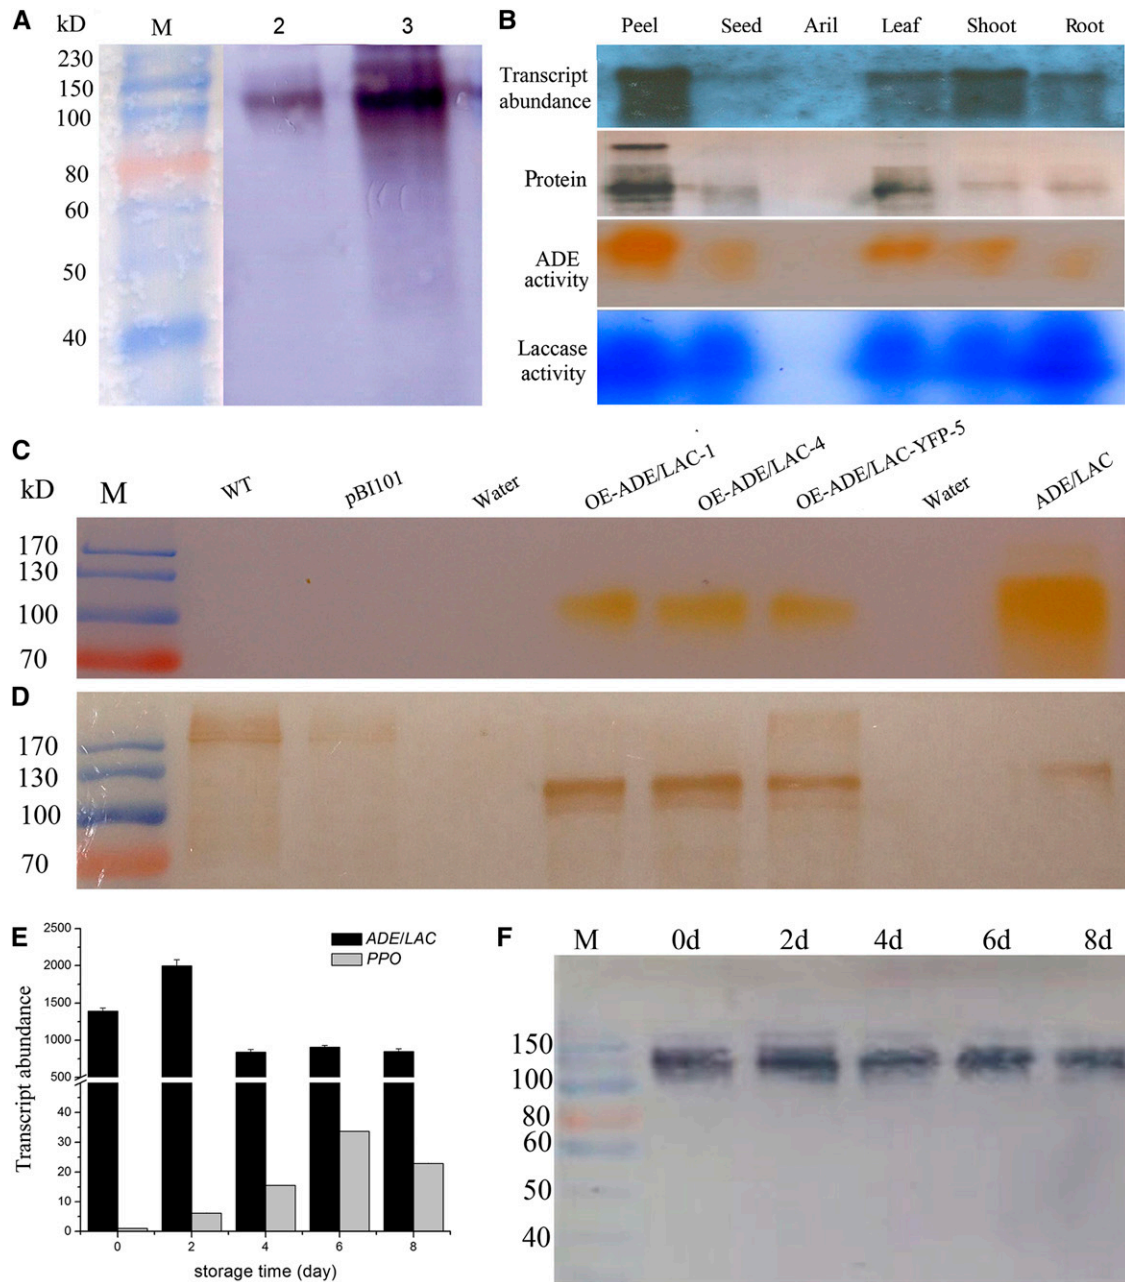 A
kD M 2 3
230
150
100
80
60
50
40
B
Peel Seed Aril Leaf Shoot Root
Transcript
abundance
Protein
ADE
activity
Laccase
activity
C
kD M WT pBI101 Water OE-ADE/LAC-1 OE-ADE/LAC-4 OE-ADE/LAC-YFP-5 Water ADE/LAC
170
130
100
70
D
170
130
100
70
E
2500
2000
1500
1000
500
40
30
20
10
0
Transcript abundance
ADE/LAC
PPO
0 2 4 6 8
storage time (day)
F
M 0d 2d 4d 6d 8d
150
100
80
60
50
40